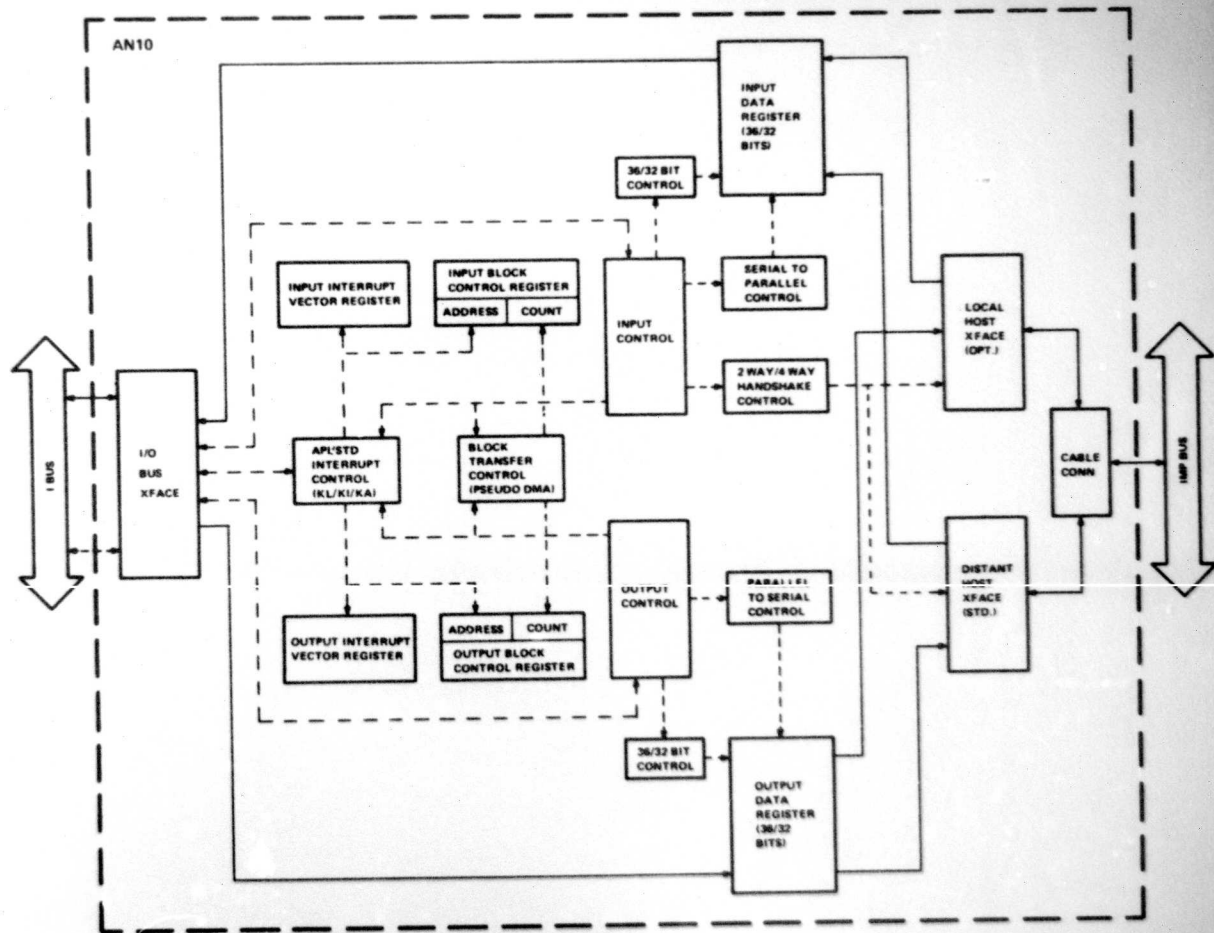 AN10
INPUT
DATA
REGISTER
(36/32
BITS)
36/32 BIT
CONTROL
INPUT INTERRUPT
VECTOR REGISTER
INPUT BLOCK
CONTROL REGISTER
ADDRESS
COUNT
INPUT
CONTROL
SERIAL TO
PARALLEL
CONTROL
LOCAL
HOST
XFACE
(OPT.)
2 WAY/4 WAY
HANDSHAKE
CONTROL
I BUS
I/O
BUS
XFACE
APL'STD
INTERRUPT
CONTROL
(KL/KI/KA)
BLOCK
TRANSFER
CONTROL
(PSEUDO DMA)
CABLE
CONN
IMP BUS
OUTPUT
CONTROL
PARALLEL
TO SERIAL
CONTROL
DISTANT
HOST
XFACE
(STD.)
OUTPUT INTERRUPT
VECTOR REGISTER
ADDRESS
COUNT
OUTPUT BLOCK
CONTROL REGISTER
36/32 BIT
CONTROL
OUTPUT
DATA
REGISTER
(36/32
BITS)